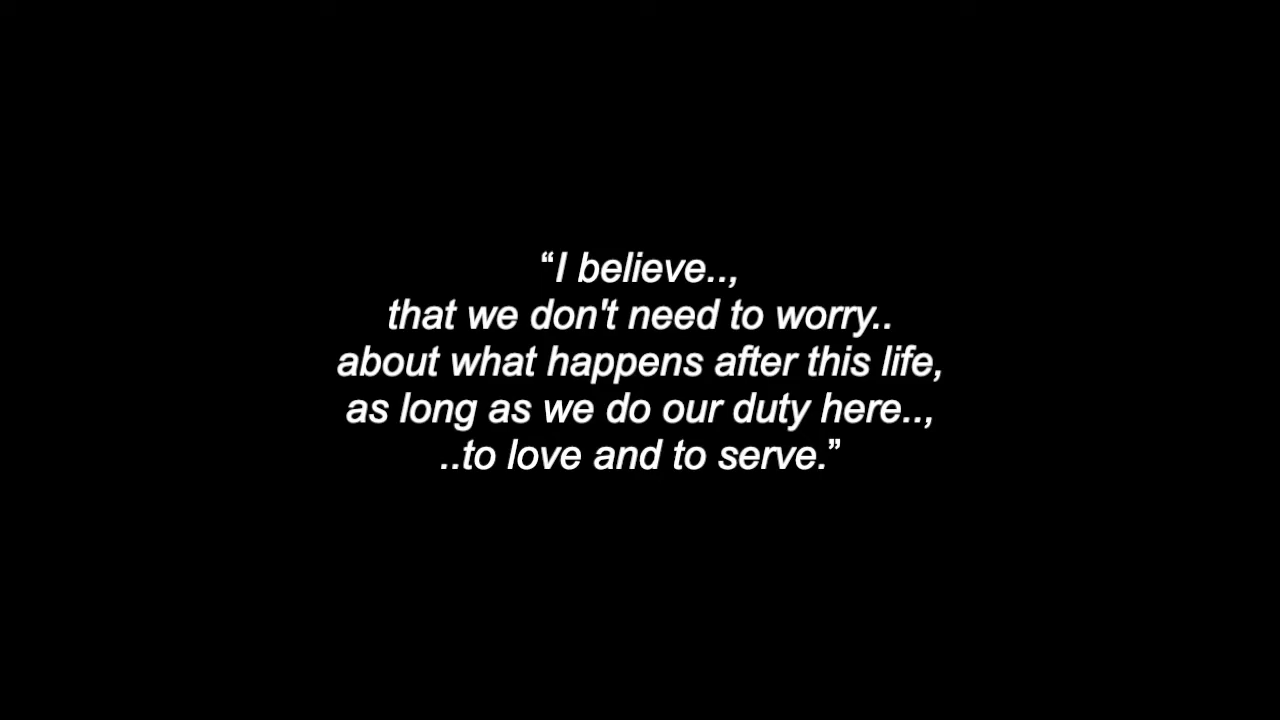 “I believe..,
that we don't need to worry..
about what happens after this life,
as long as we do our duty here..,
..to love and to serve.”